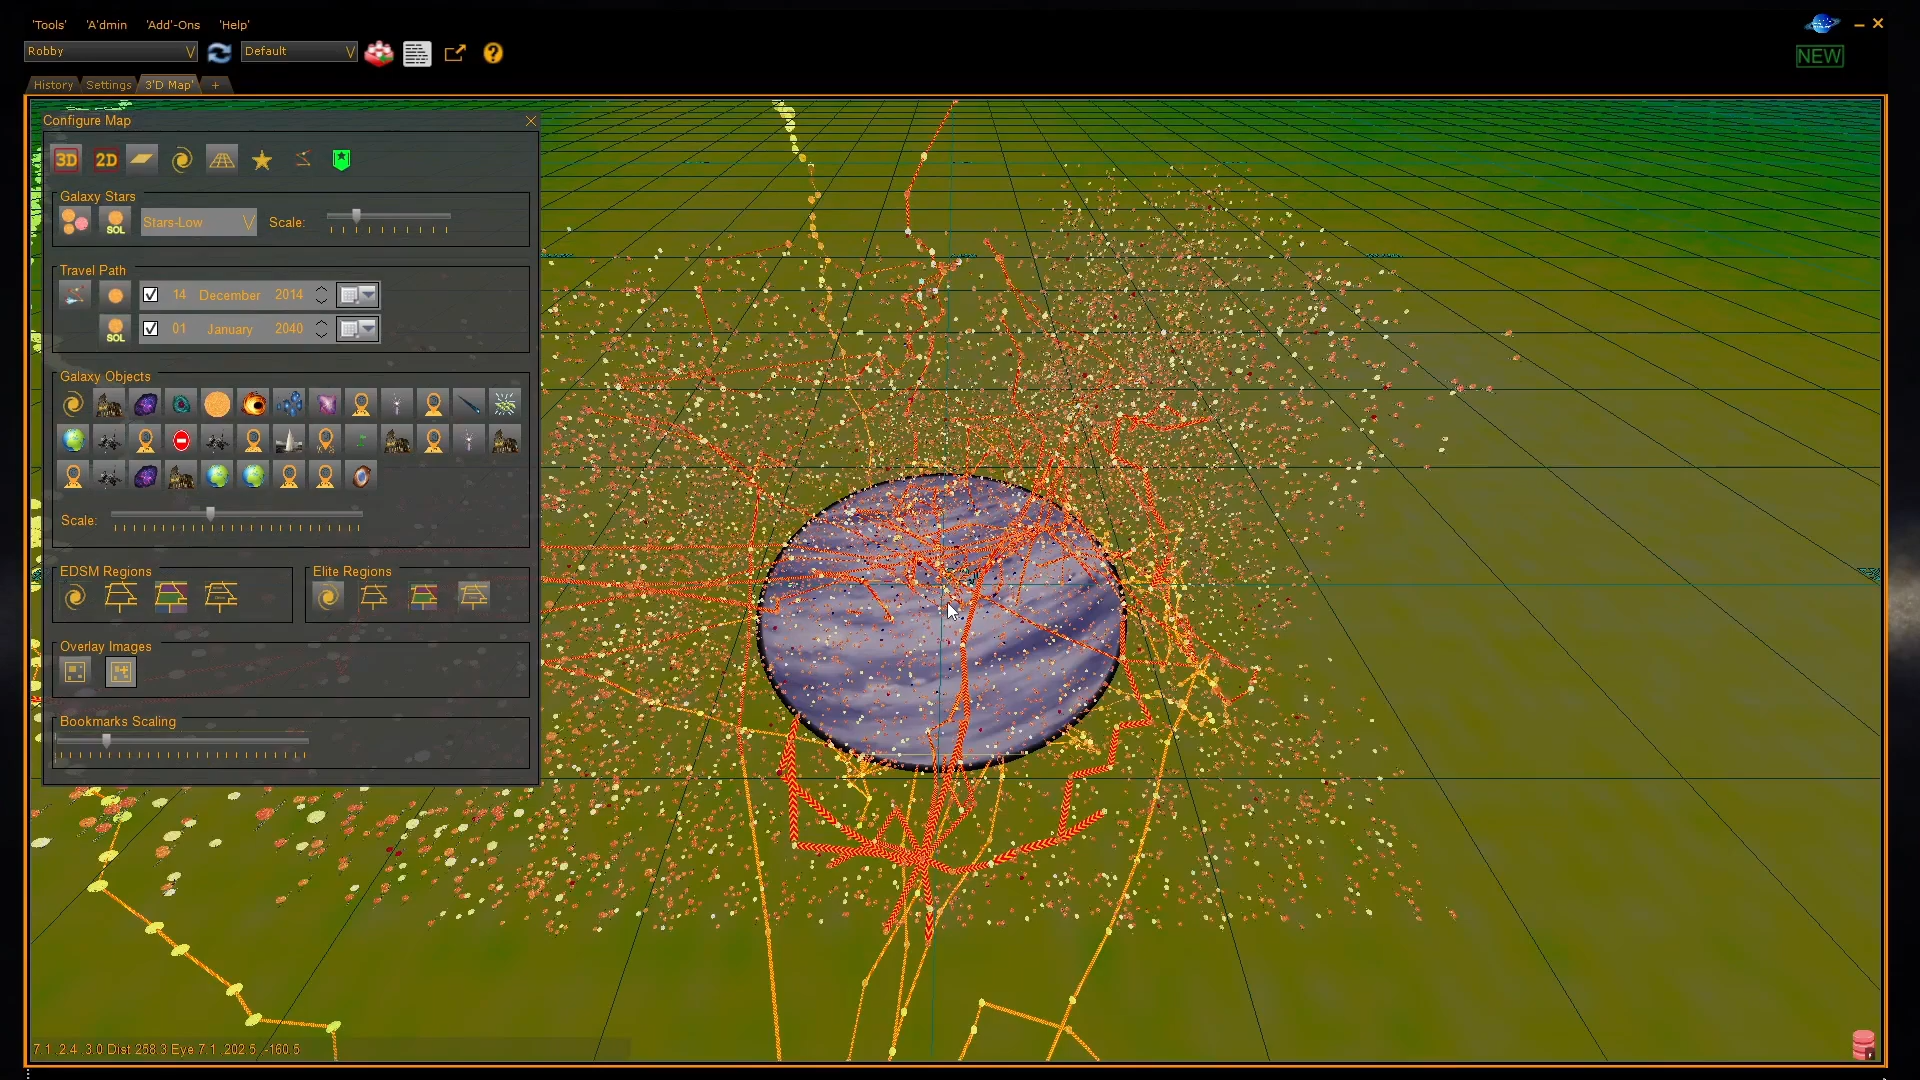 'Tools' 'A'dmin 'Add'-Ons 'Help'
Robby Default
NEW
History Settings 3'D Map' +
Configure Map
3D 2D
Galaxy Stars
SOL Stars-Low Scale:
Travel Path
14 December 2014
SOL 01 January 2040
Galaxy Objects
Scale:
EDSM Regions Elite Regions
Overlay Images
Bookmarks Scaling
7.1 ,2.4 ,3.0 Dist 258.3 Eye 7.1 ,202.5 ,-160.5